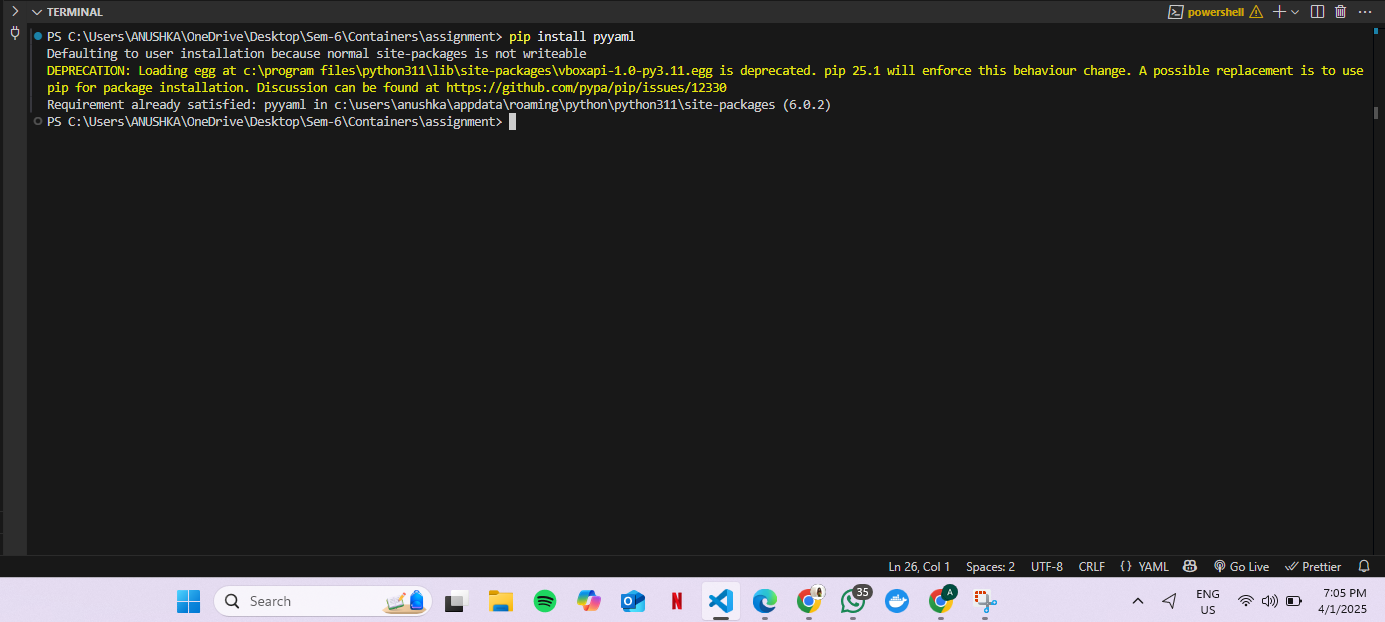 TERMINAL
powershell
PS C:\Users\ANUSHKA\OneDrive\Desktop\Sem-6\Containers\assignment> pip install pyyaml
Defaulting to user installation because normal site-packages is not writeable
DEPRECATION: Loading egg at c:\program files\python311\lib\site-packages\vboxapi-1.0-py3.11.egg is deprecated. pip 25.1 will enforce this behaviour change. A possible replacement is to use
pip for package installation. Discussion can be found at https://github.com/pypa/pip/issues/12330
Requirement already satisfied: pyyaml in c:\users\anushka\appdata\roaming\python\python311\site-packages (6.0.2)
PS C:\Users\ANUSHKA\OneDrive\Desktop\Sem-6\Containers\assignment>
Ln 26, Col 1 Spaces: 2 UTF-8 CRLF {} YAML Go Live Prettier
Search
N
35
A
ENG
US
7:05 PM
4/1/2025